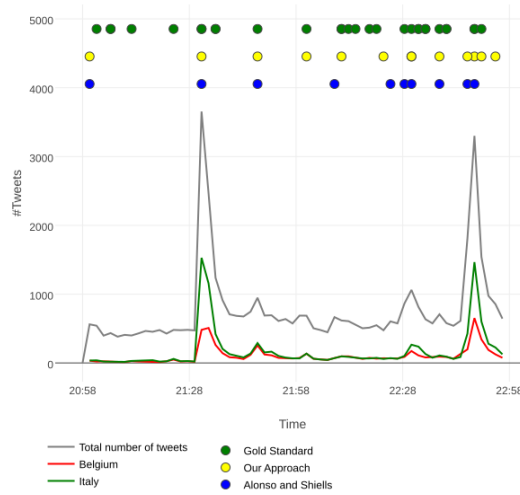 5000
4000
3000
2000
1000
0
#Tweets
20:58 21:28 21:58 22:28 22:58
Time
Total number of tweets
Belgium
Italy
Gold Standard
Our Approach
Alonso and Shiells